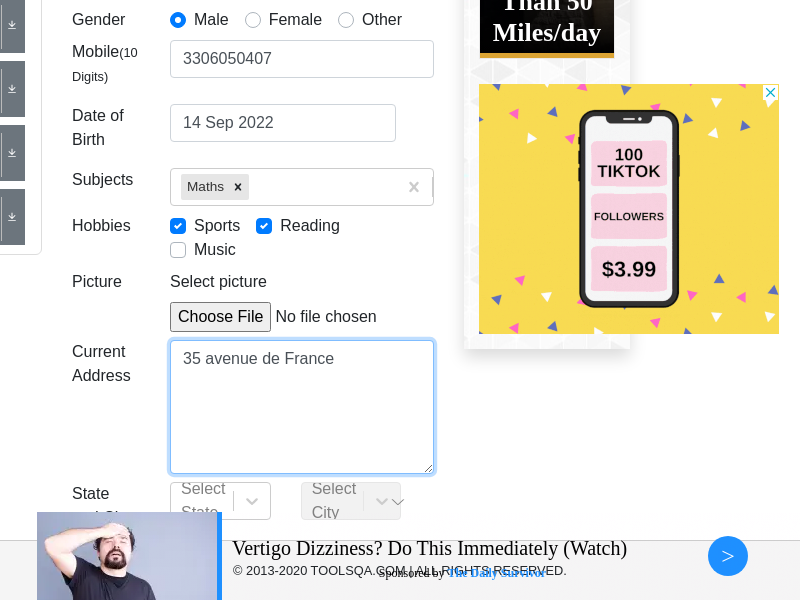 Gender
Male
Female
Other
Than 50
Miles/day
Mobile(10
Digits)
3306050407
Date of
Birth
14 Sep 2022
Subjects
Maths
Hobbies
Sports
Reading
Music
Picture
Select picture
Choose File No file chosen
100
TIKTOK
FOLLOWERS
$3.99
Current
Address
35 avenue de France
State
Select
Select
City
Vertigo Dizziness? Do This Immediately (Watch)
© 2013-2020 TOOLSQA.COM | ALL RIGHTS RESERVED.
Sponsored by The Daily Survivor